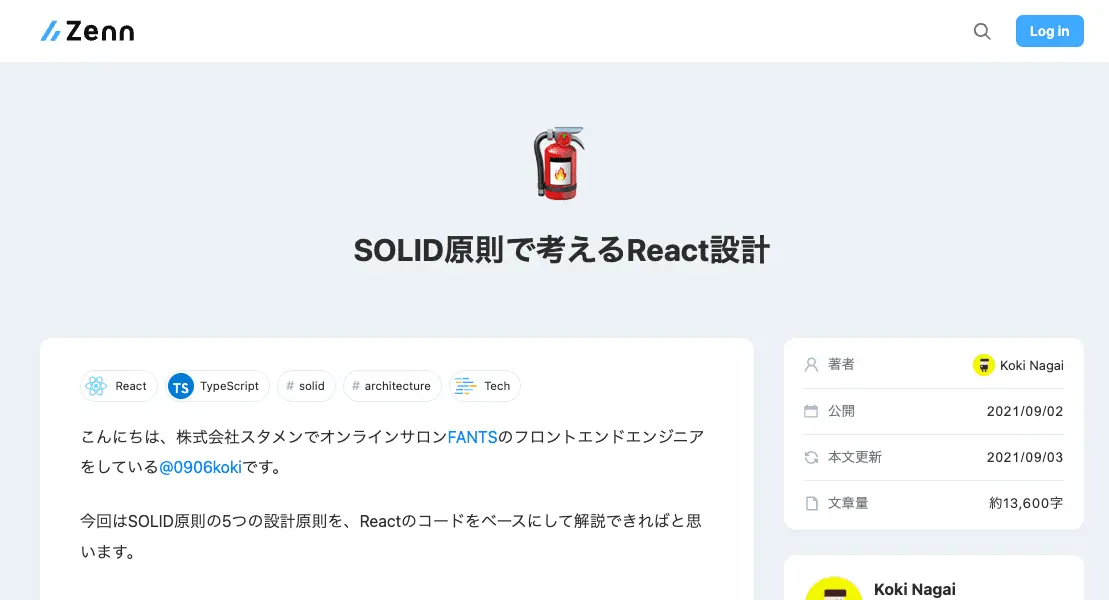 Zenn
Log in
SOLID原則で考えるReact設計
React
TS TypeScript
# solid
# architecture
Tech
こんにちは、株式会社スタメンでオンラインサロンFANTSのフロントエンドエンジニア
をしている@0906kokiです。
今回はSOLID原則の5つの設計原則を、Reactのコードをベースにして解説できればと思
います。
著者 Koki Nagai
公開 2021/09/02
本文更新 2021/09/03
文章量 約13,600字
Koki Nagai